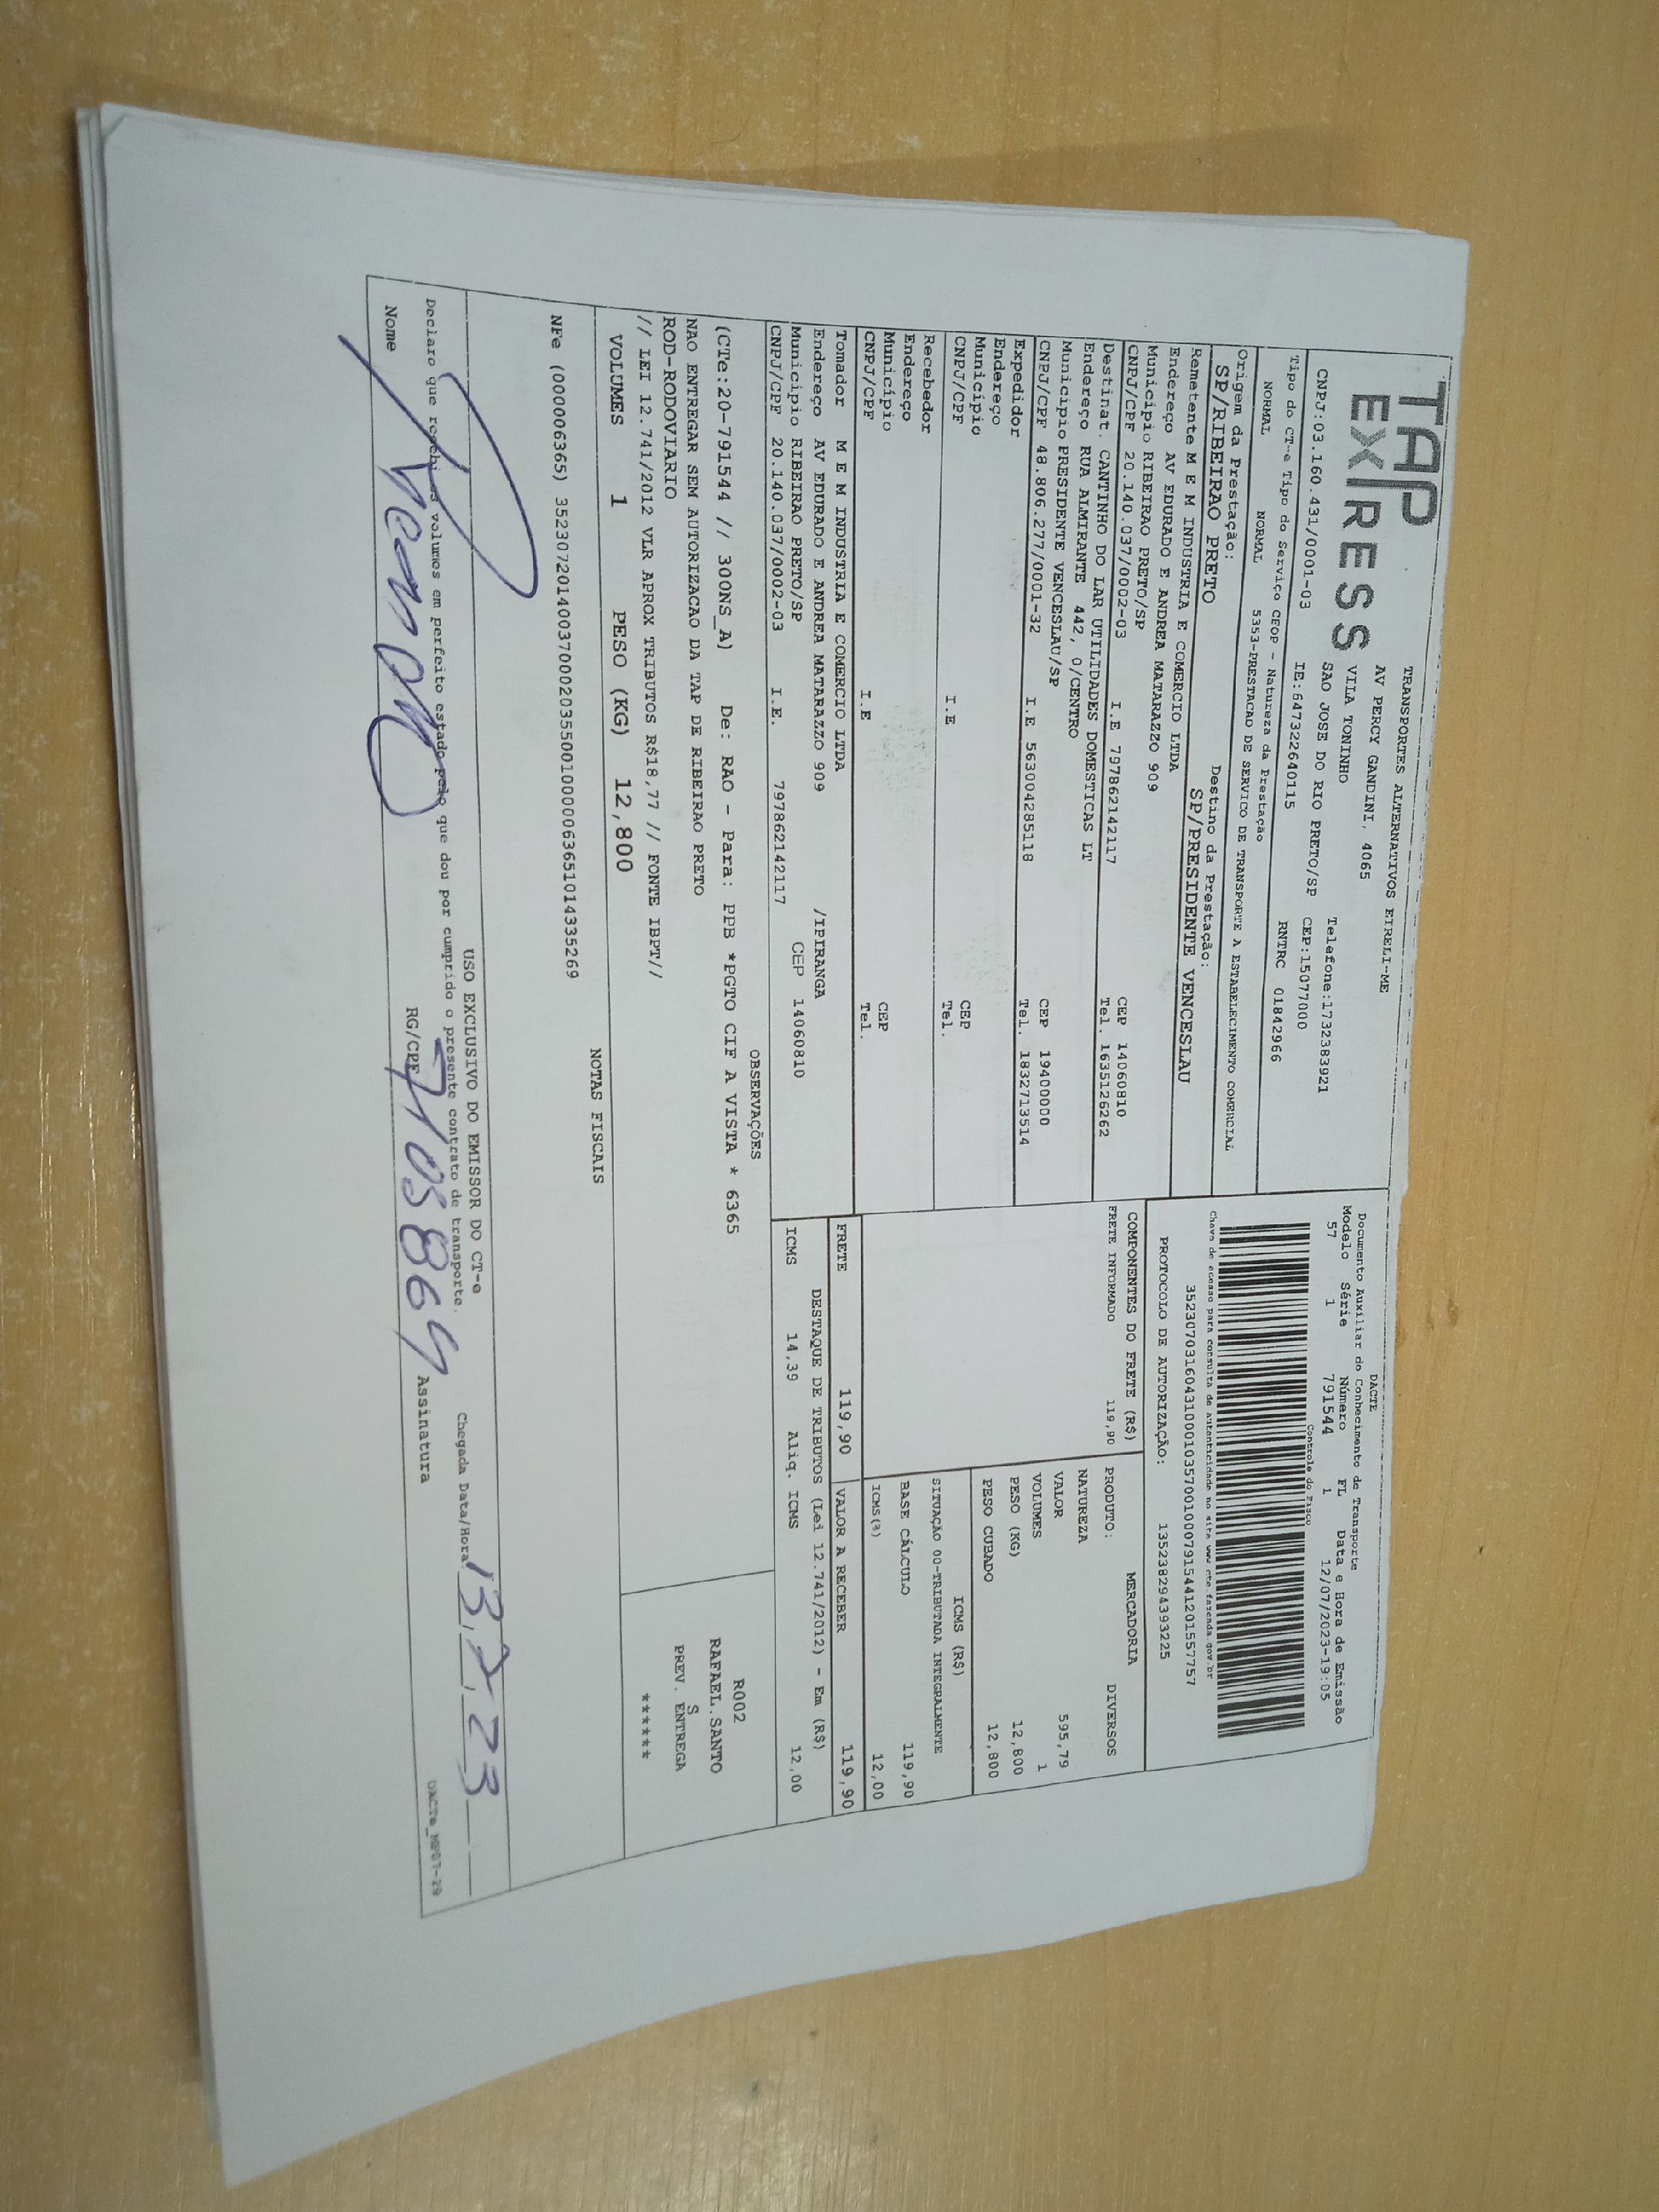 TAP EXPRESS
TRANSPORTES ALTERNATIVOS EIRELI-ME
AV PERCY GANDINI, 4065
VILA TONINHO Telefone:1732383921
SAO JOSE DO RIO PRETO/SP CEP:15077000
CNPJ:03.160.431/0001-03 IE:647322640115 RNTRC 01842966
Tipo do CT-e Tipo do Serviço CFOP - Natureza da Prestação
NORMAL NORMAL 5353-PRESTACAO DE SERVICO DE TRANSPORTE A ESTABELECIMENTO COMERCIAL
Origem da Prestação: Destino da Prestação:
SP/RIBEIRAO PRETO SP/PRESIDENTE VENCESLAU
DACTE
Documento Auxiliar do Conhecimento de Transporte
Modelo Série Número FL Data e Hora de Emissão
57 1 791544 1 12/07/2023-19:05
Controle do Fisco
Chave de acesso para consulta de autenticidade no site www.cte.fazenda.gov.br
35230703160431000103570010007915441201557757
PROTOCOLO DE AUTORIZAÇÃO: 135238294393225
Remetente M E M INDUSTRIA E COMERCIO LTDA
Endereço AV EDURADO E ANDREA MATARAZZO 909
Município RIBEIRAO PRETO/SP CEP 14060810
CNPJ/CPF 20.140.037/0002-03 I.E 797862142117 Tel. 1635126262
Destinat. CANTINHO DO LAR UTILIDADES DOMESTICAS LT
Endereço RUA ALMIRANTE 442, 0/CENTRO
Município PRESIDENTE VENCESLAU/SP CEP 19400000
CNPJ/CPF 48.806.277/0001-32 I.E 563004285118 Tel. 1832713514
Expedidor
Endereço
Município CEP
CNPJ/CPF I.E Tel.
Recebedor
Endereço
Município CEP
CNPJ/CPF I.E Tel.
Tomador M E M INDUSTRIA E COMERCIO LTDA
Endereço AV EDURADO E ANDREA MATARAZZO 909 /IPIRANGA
Município RIBEIRAO PRETO/SP CEP 14060810
CNPJ/CPF 20.140.037/0002-03 I.E. 797862142117
COMPONENTES DO FRETE (R$)
FRETE INFORMADO 119,90
MERCADORIA
PRODUTO: DIVERSOS
NATUREZA
VALOR 595,79
VOLUMES 1
PESO (KG) 12,800
PESO CUBADO 12,800
ICMS (R$)
SITUAÇÃO 00-TRIBUTADA INTEGRALMENTE
BASE CÁLCULO 119,90
ICMS(%) 12,00
FRETE 119,90 VALOR A RECEBER 119,90
DESTAQUE DE TRIBUTOS (Lei 12.741/2012) - Em (R$)
ICMS 14,39 Aliq. ICMS 12,00
OBSERVAÇÕES
(CTe:20-791544 // 300NS_A) De: RAO - Para: PPB *PGTO CIF A VISTA * 6365
NAO ENTREGAR SEM AUTORIZACAO DA TAP DE RIBEIRAO PRETO
ROD-RODOVIARIO
// LEI 12.741/2012 VLR APROX TRIBUTOS R$18,77 // FONTE IBPT//
R002
RAFAEL.SANTO
S
PREV. ENTREGA
******
VOLUMES 1 PESO (KG) 12,800
NOTAS FISCAIS
NFe (000006365) 35230720140037000203550010000063651014335269
USO EXCLUSIVO DO EMISSOR DO CT-e
Declaro que recebi os volumes em perfeito estado pelo que dou por cumprido o presente contrato de transporte.
Chegada Data/Hora 13,7,23
Nome RG/CPF 71058869 Assinatura